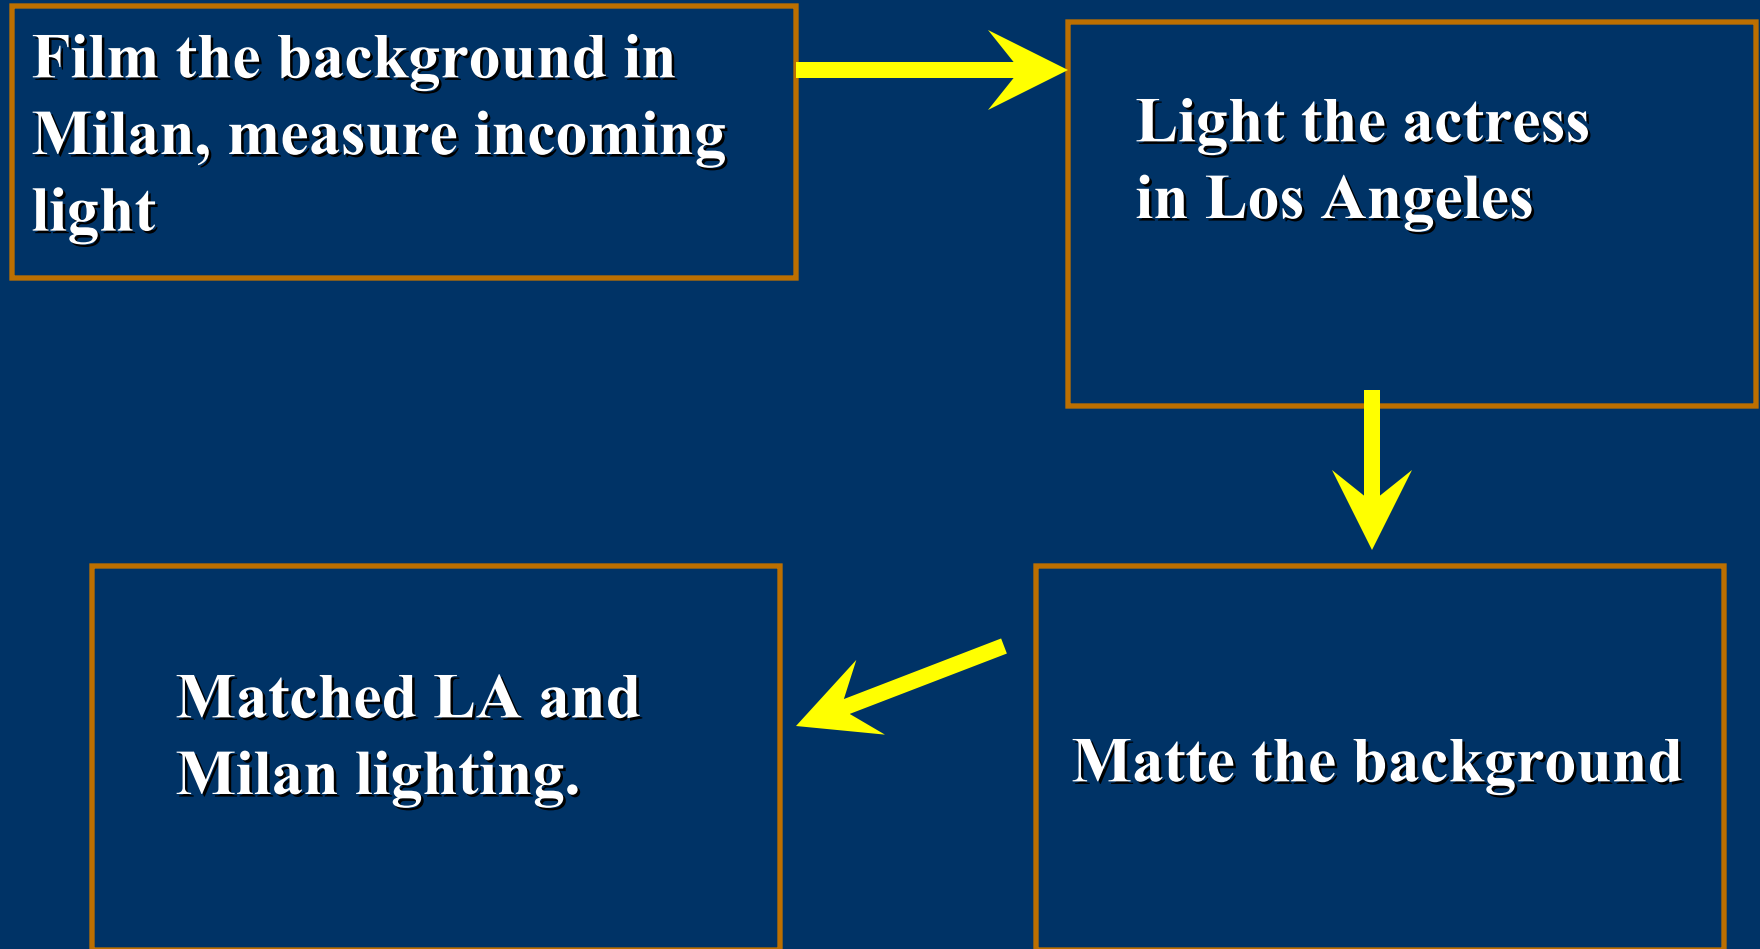 Film the background in
Milan, measure incoming
light
Light the actress
in Los Angeles
Matte the background
Matched LA and
Milan lighting.